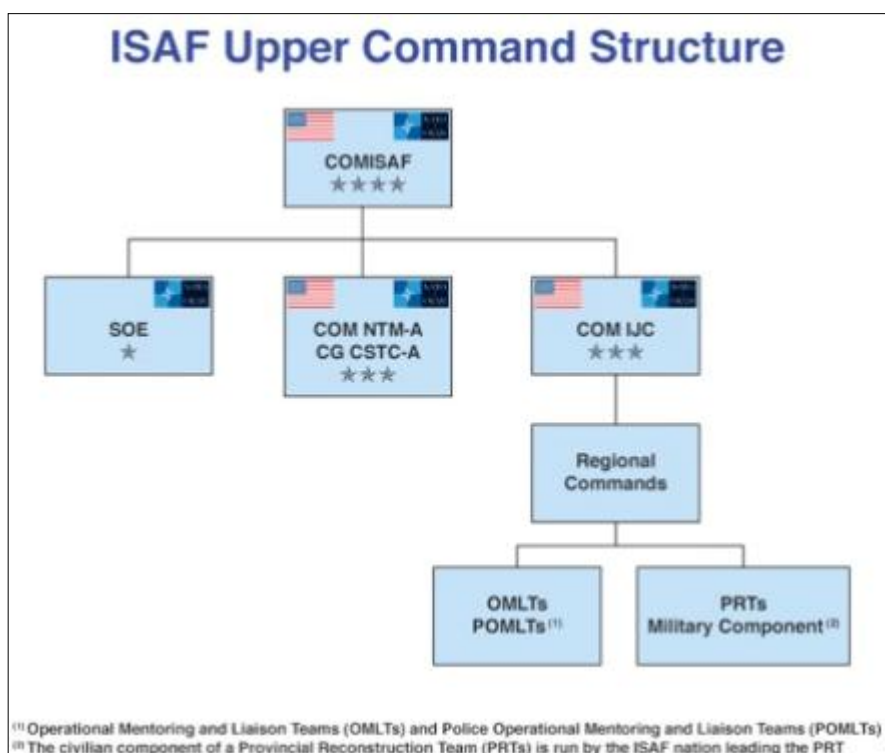 ISAF Upper Command Structure
COMISAF
SOE
COM NTM-A
CG CSTC-A
COM IJC
Regional
Commands
OMLTs
POMLTs (1)
PRTs
Military Component (2)
(1) Operational Mentoring and Liaison Teams (OMLTs) and Police Operational Mentoring and Liaison Teams (POMLTs)
(2) The civilian component of a Provincial Reconstruction Team (PRTs) is run by the ISAF nation leading the PRT